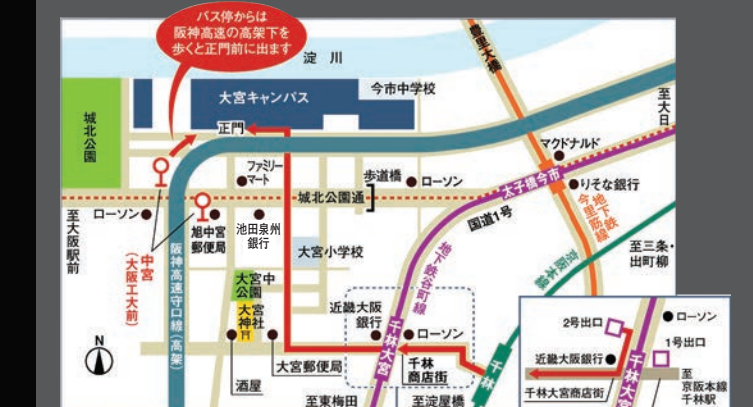 バス停からは
阪神高速の高架下を
歩くと正門前に出ます
淀川
豊里大橋
城北公園
大宮キャンパス
今市中学校
正門
至大日
マクドナルド
ファミリー
マート
歩道橋
ローソン
太子橋今市
りそな銀行
城北公園通
国道1号
地下鉄
今里筋線
ローソン
旭中宮
郵便局
池田泉州
銀行
至大阪駅前
中宮
(大阪工大前)
阪神高速守口線(高架)
大宮小学校
地下鉄谷町線
京阪本線
至三条・
出町柳
大宮中
公園
大宮
神社
近畿大阪
銀行
ローソン
千林大宮
千林
商店街
千林
N
大宮郵便局
酒屋
至東梅田
至淀屋橋
2号出口
ローソン
1号出口
近畿大阪銀行
千林大宮商店街
千林大宮
至
京阪本線
千林駅